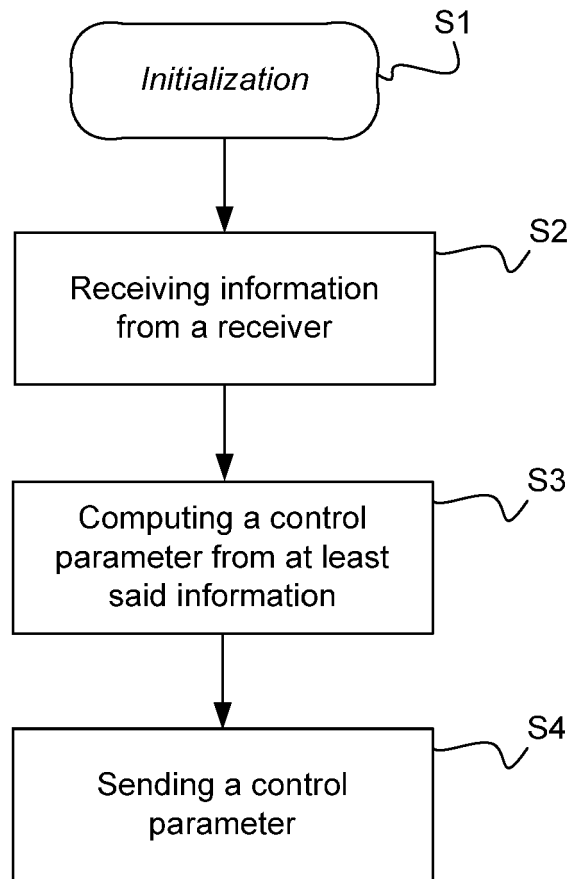 S1
Initialization
S2
Receiving information
from a receiver
S3
Computing a control
parameter from at least
said information
S4
Sending a control
parameter